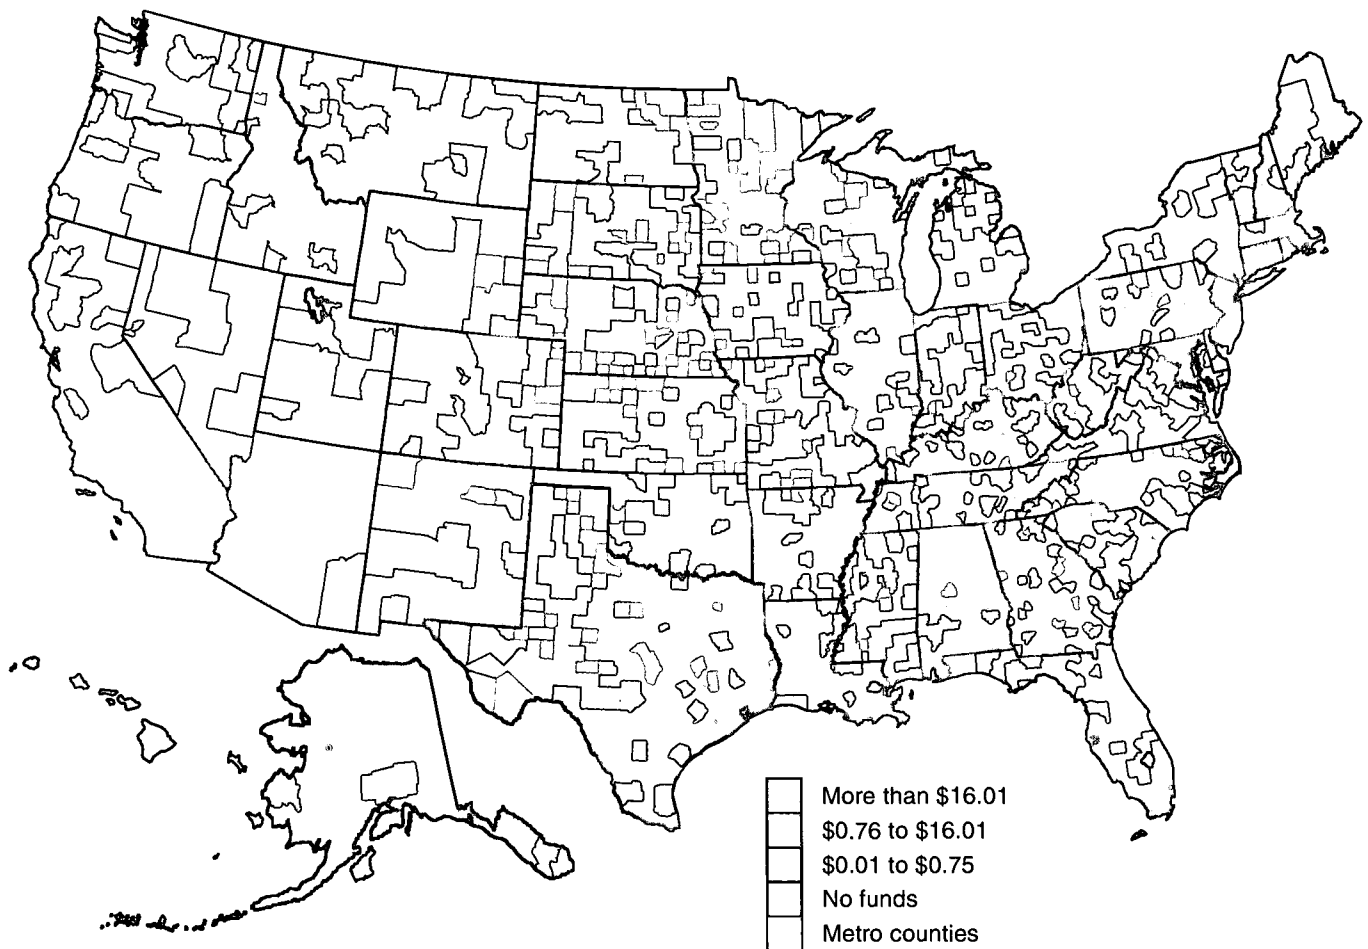 More than $16.01
$0.76 to $16.01
$0.01 to $0.75
No funds
Metro counties